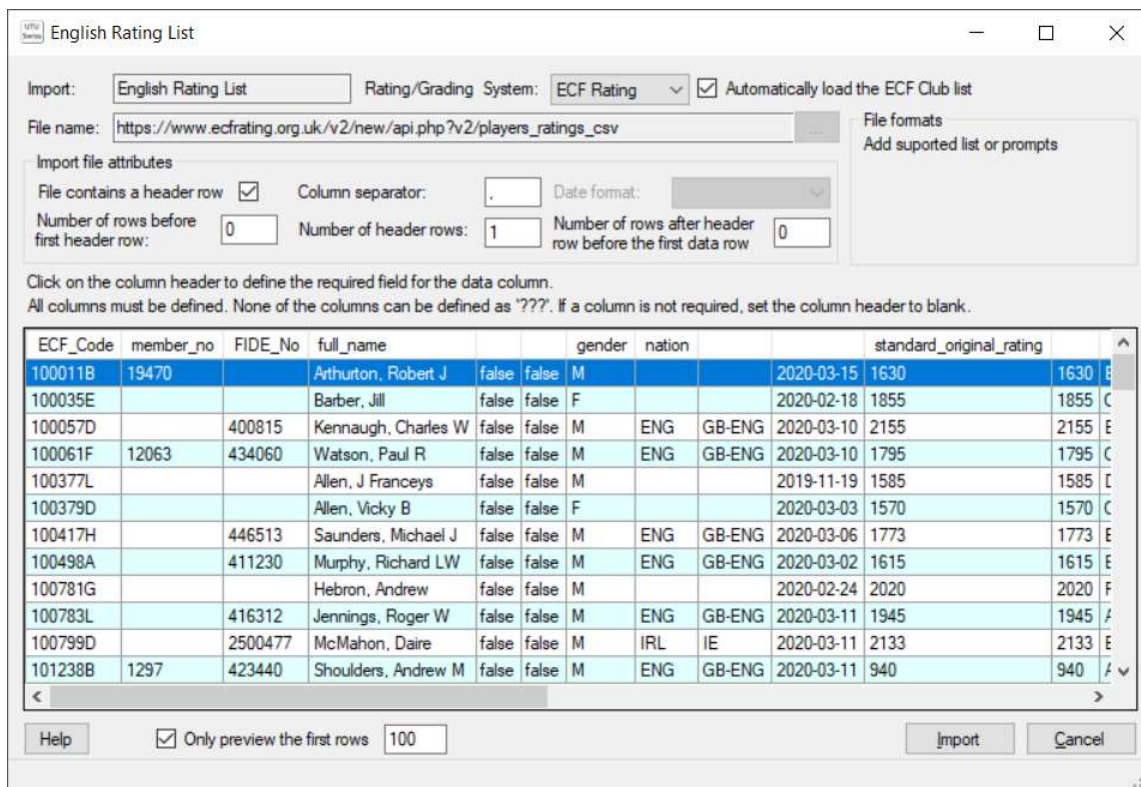 UTU Swiss English Rating List
Import: English Rating List Rating/Grading System: ECF Rating Automatically load the ECF Club list
File name: https://www.ecfrating.org.uk/v2/new/api.php?v2/players_ratings_csv ...
File formats
Add suported list or prompts
Import file attributes
File contains a header row Column separator: , Date format:
Number of rows before first header row: 0 Number of header rows: 1 Number of rows after header row before the first data row 0
Click on the column header to define the required field for the data column.
All columns must be defined. None of the columns can be defined as '???'. If a column is not required, set the column header to blank.
ECF_Code member_no FIDE_No full_name gender nation standard_original_rating
100011B 19470 Arthurton, Robert J false false M 2020-03-15 1630 1630 E
100035E Barber, Jill false false F 2020-02-18 1855 1855 C
100057D 400815 Kennaugh, Charles W false false M ENG GB-ENG 2020-03-10 2155 2155 E
100061F 12063 434060 Watson, Paul R false false M ENG GB-ENG 2020-03-10 1795 1795 C
100377L Allen, J Franceys false false M 2019-11-19 1585 1585 D
100379D Allen, Vicky B false false F 2020-03-03 1570 1570 C
100417H 446513 Saunders, Michael J false false M ENG GB-ENG 2020-03-06 1773 1773 E
100498A 411230 Murphy, Richard LW false false M ENG GB-ENG 2020-03-02 1615 1615 E
100781G Hebron, Andrew false false M 2020-02-24 2020 2020 F
100783L 416312 Jennings, Roger W false false M ENG GB-ENG 2020-03-11 1945 1945 A
100799D 2500477 McMahon, Daire false false M IRL IE 2020-03-11 2133 2133 E
101238B 1297 423440 Shoulders, Andrew M false false M ENG GB-ENG 2020-03-11 940 940 A
Help Only preview the first rows 100 Import Cancel